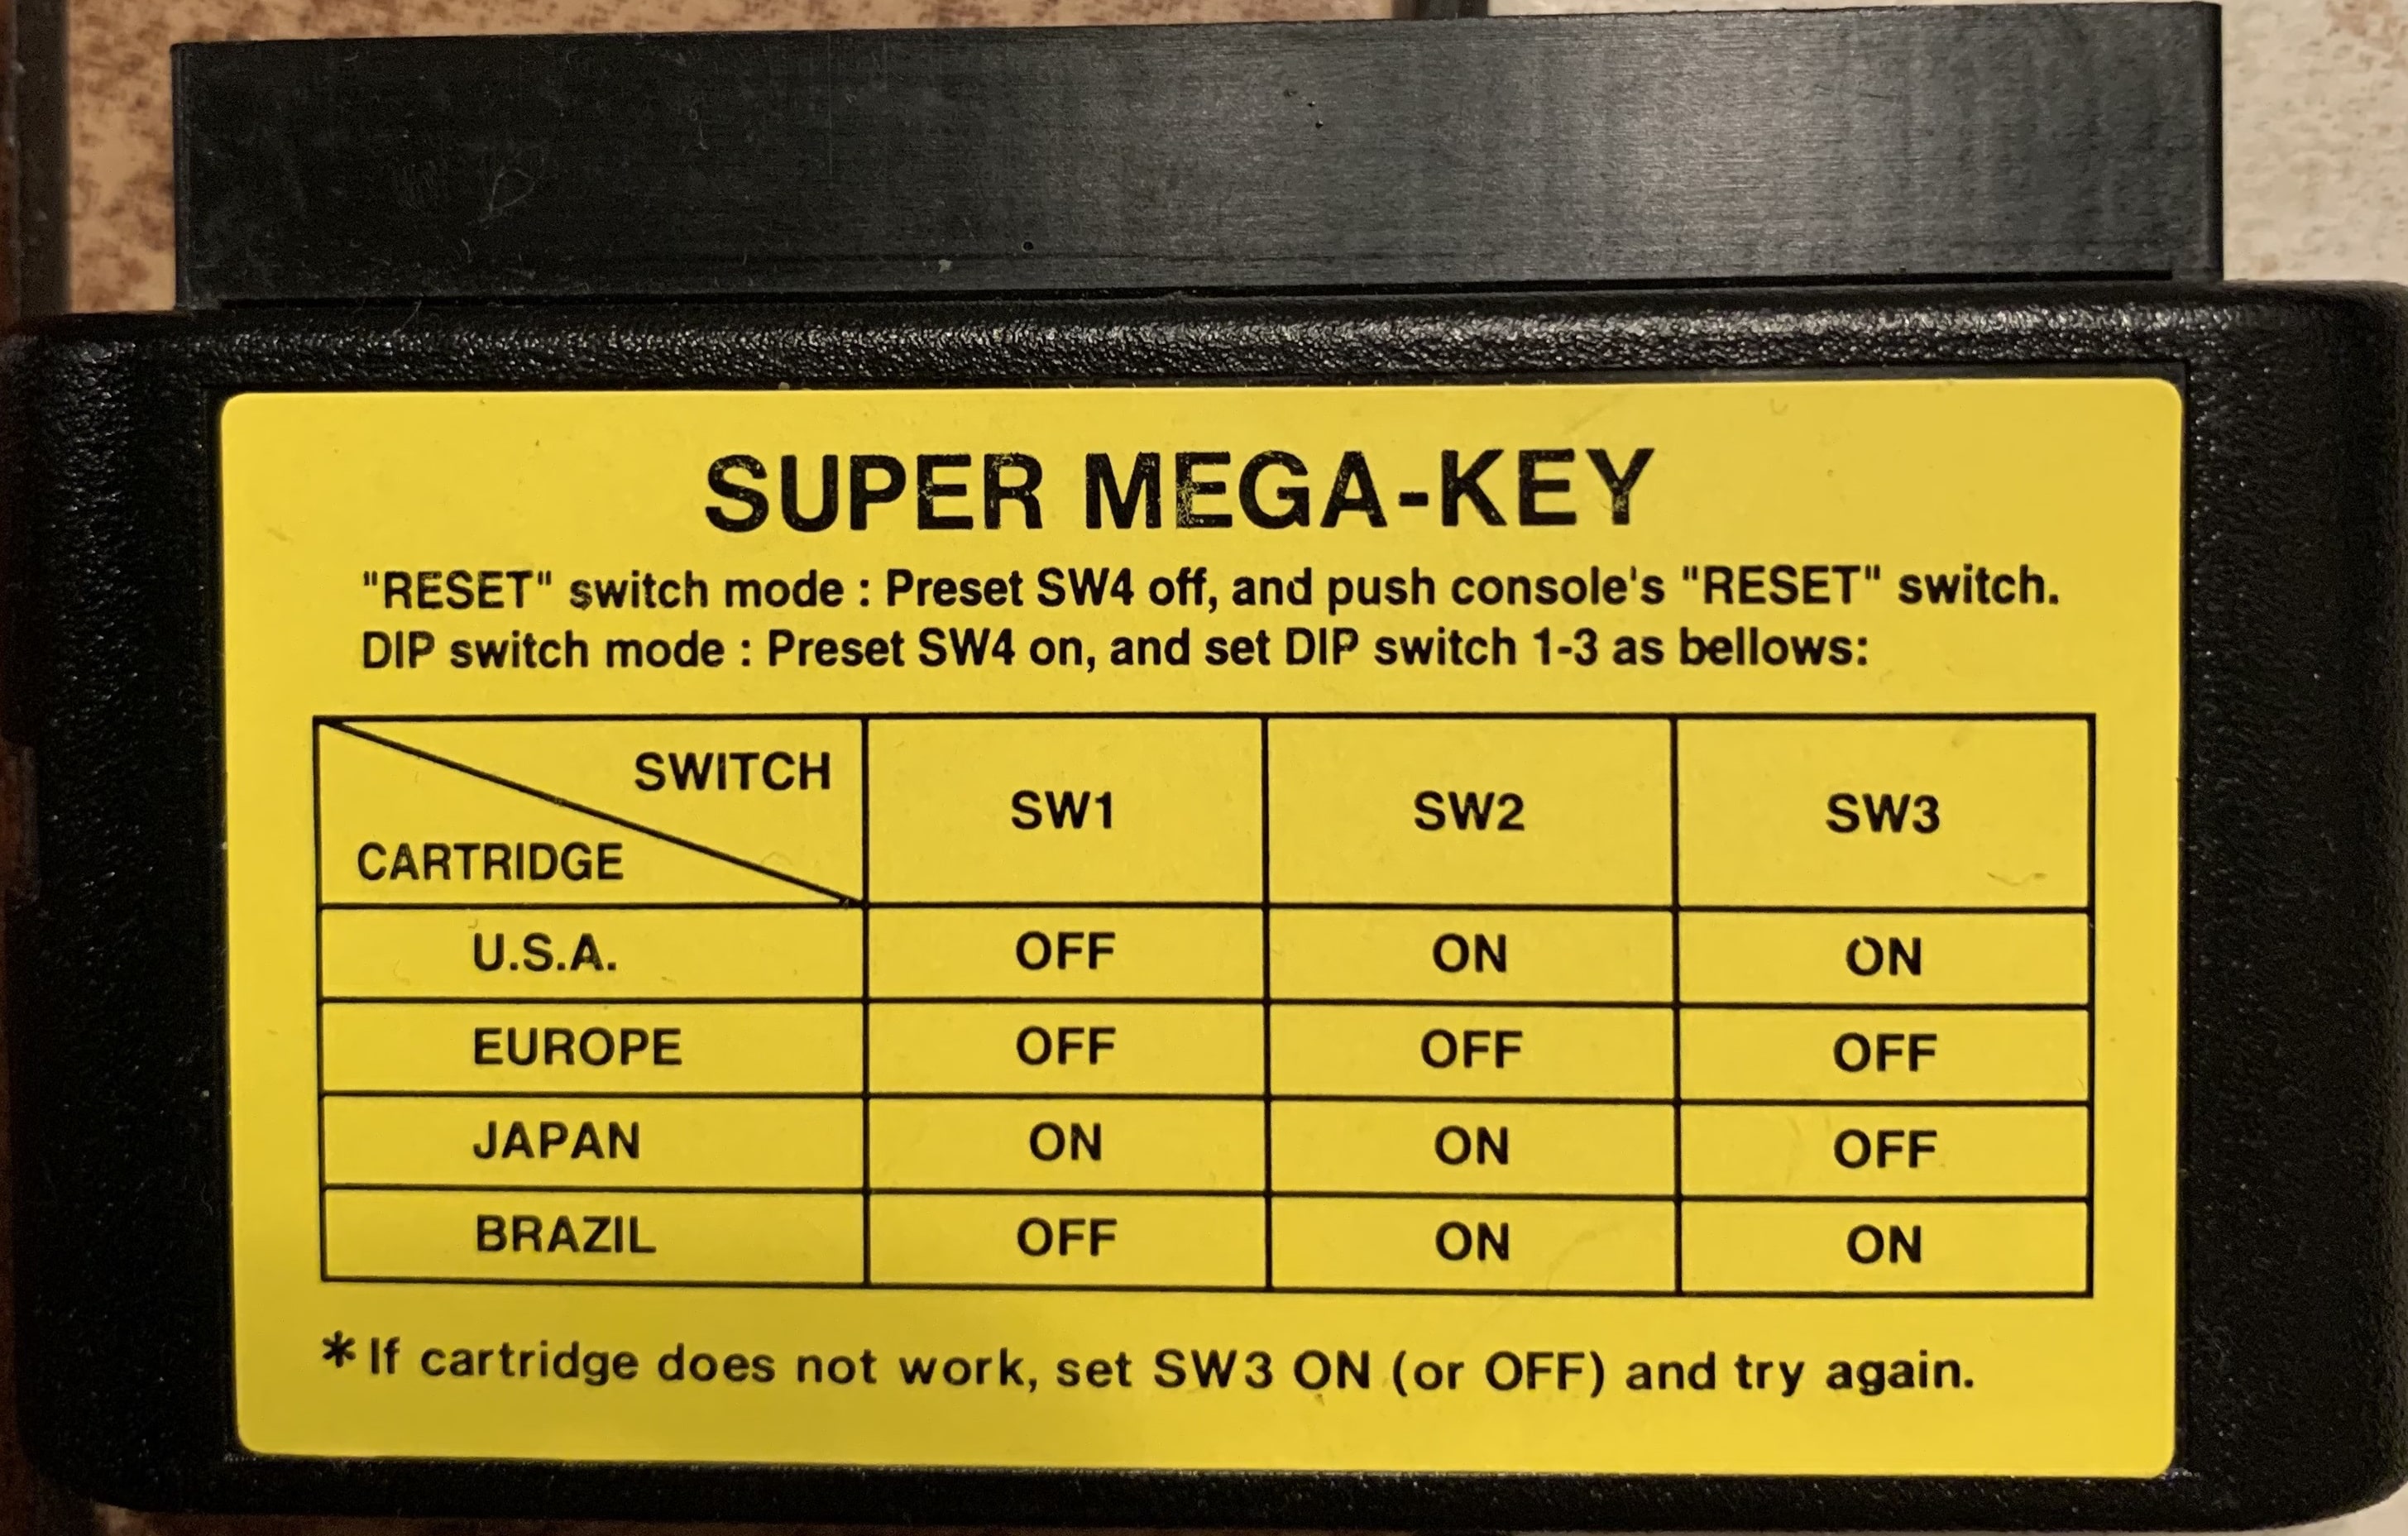 SUPER MEGA-KEY
"RESET" switch mode : Preset SW4 off, and push console's "RESET" switch.
DIP switch mode : Preset SW4 on, and set DIP switch 1-3 as bellows:
SWITCH
CARTRIDGE
SW1 SW2 SW3
U.S.A. OFF ON ON
EUROPE OFF OFF OFF
JAPAN ON ON OFF
BRAZIL OFF ON ON
*If cartridge does not work, set SW3 ON (or OFF) and try again.